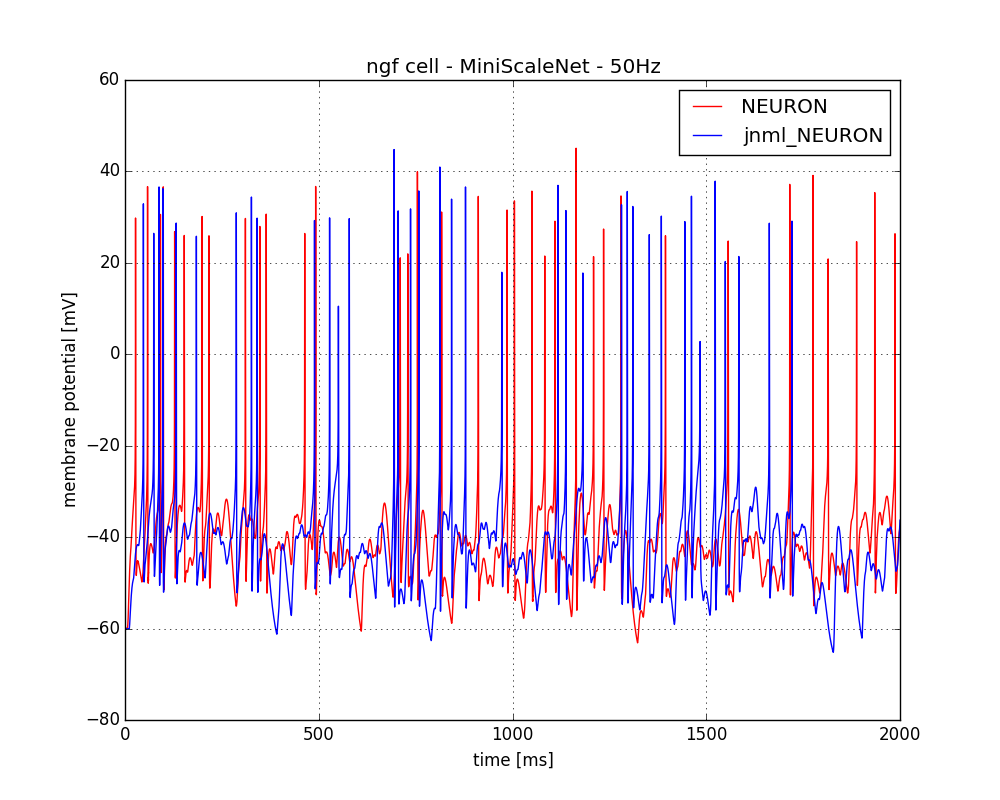 ngf cell - MiniScaleNet - 50Hz
NEURON
jnml_NEURON
60
40
20
0
−20
−40
−60
−80
membrane potential [mV]
0
500
1000
1500
2000
time [ms]